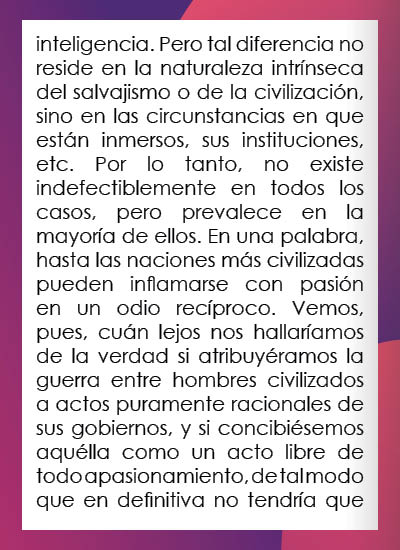 inteligencia. Pero tal diferencia no
reside en la naturaleza intrínseca
del salvajismo o de la civilización,
sino en las circunstancias en que
están inmersos, sus instituciones,
etc. Por lo tanto, no existe
indefectiblemente en todos los
casos, pero prevalece en la
mayoría de ellos. En una palabra,
hasta las naciones más civilizadas
pueden inflamarse con pasión
en un odio recíproco. Vemos,
pues, cuán lejos nos hallaríamos
de la verdad si atribuyéramos la
guerra entre hombres civilizados
a actos puramente racionales de
sus gobiernos, y si concibiésemos
aquélla como un acto libre de
todo apasionamiento, de tal modo
que en definitiva no tendría que